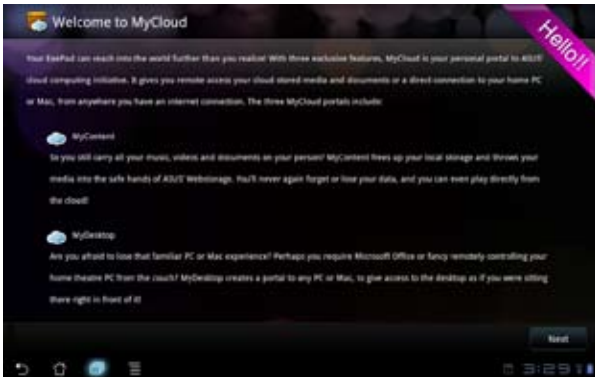 Welcome to MyCloud
Hello!!
Your EeePad can reach into the world further than you realize! With three exclusive features, MyCloud is your personal portal to ASUS'
cloud computing initiative. It gives you remote access your cloud stored media and documents or a direct connection to your home PC
or Mac, from anywhere you have an internet connection. The three MyCloud portals include:
MyContent
So you still carry all your music, videos and documents on your person? MyContent frees up your local storage and throws your
media into the safe hands of ASUS Webstorage. You'll never again forget or lose your data, and you can even play directly from
the cloud!
MyDesktop
Are you afraid to lose that familiar PC or Mac experience? Perhaps you require Microsoft Office or fancy remotely controlling your
home theatre PC from the couch? MyDesktop creates a portal to any PC or Mac, to give access to the desktop as if you were sitting
there right in front of it!
Next
3:29